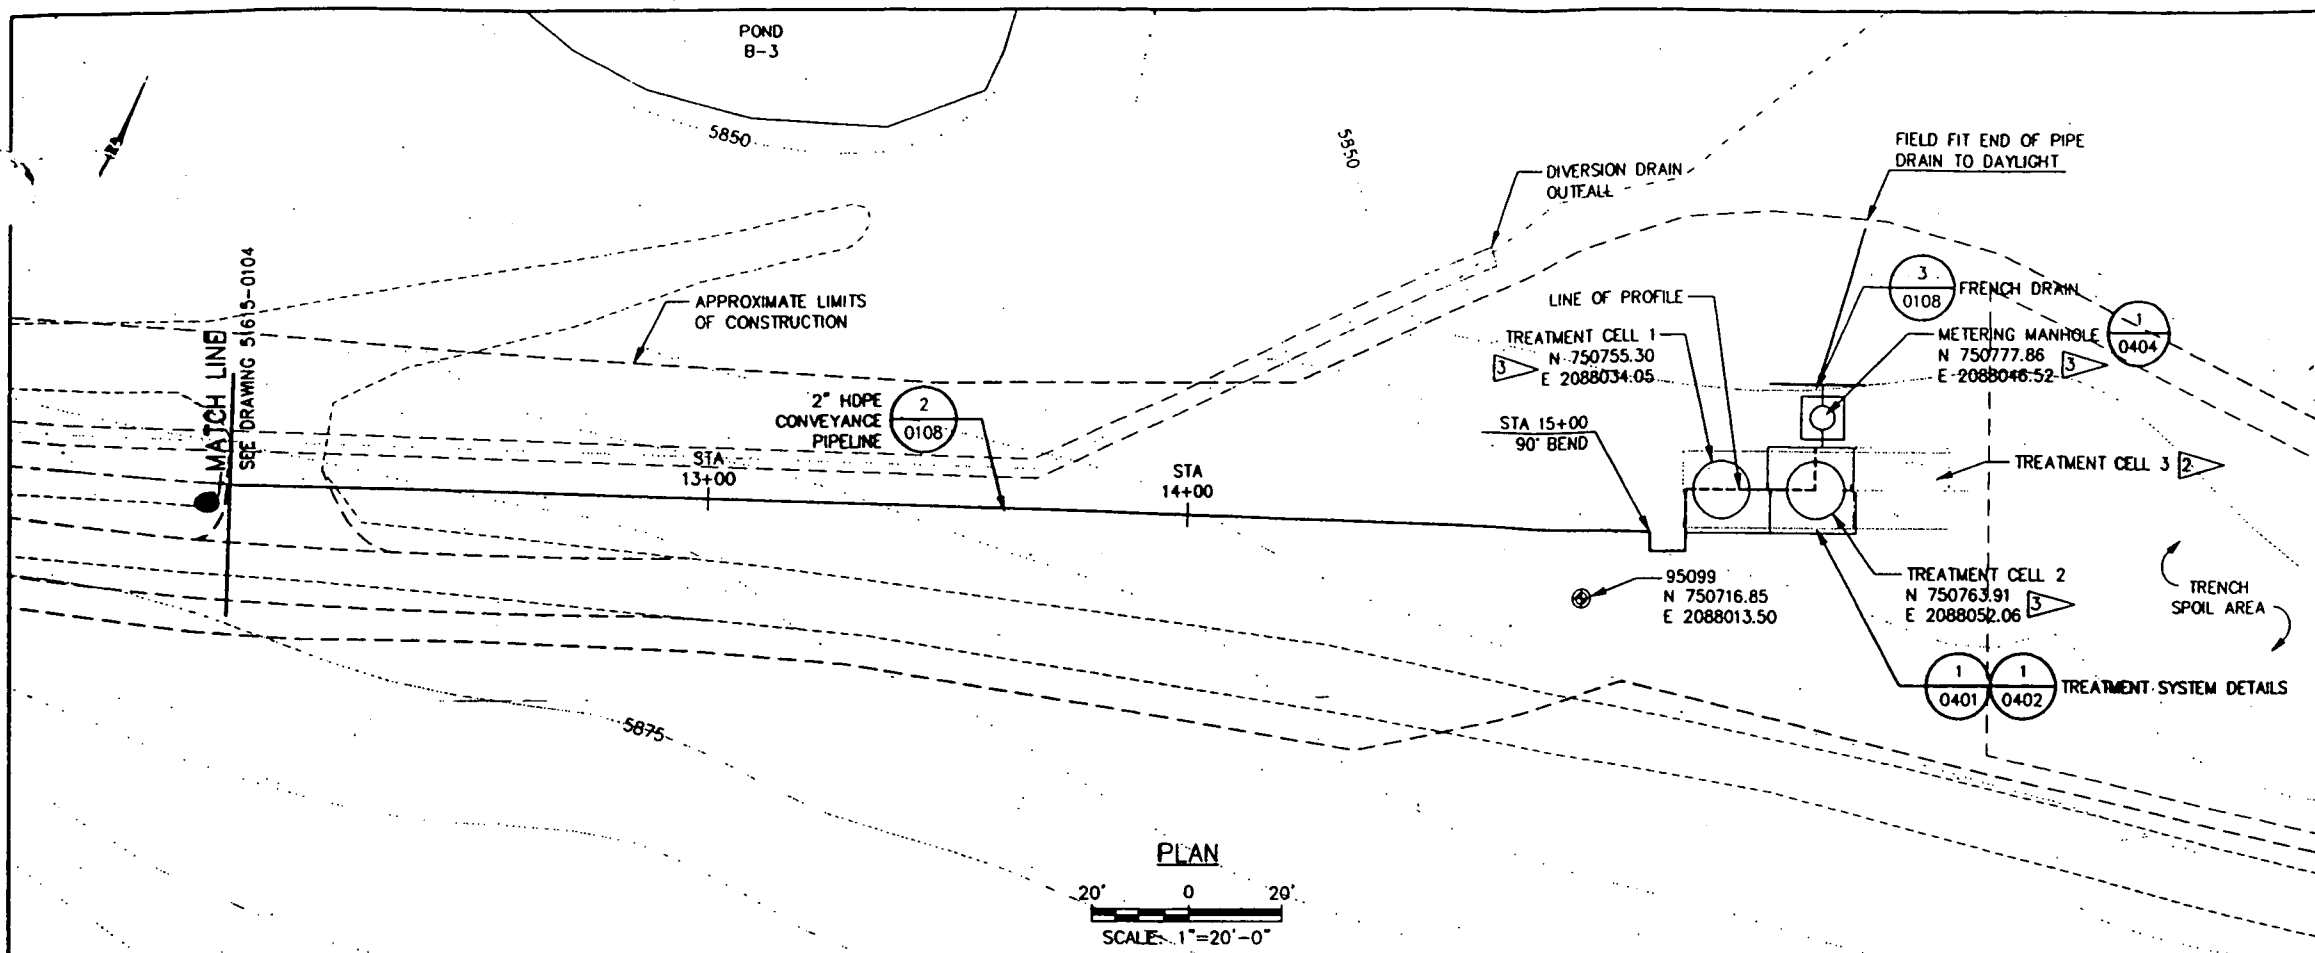 POND
B-3
5850
5850
FIELD FIT END OF PIPE
DRAIN TO DAYLIGHT
DIVERSION DRAIN
OUTFALL
MATCH LINE
SEE DRAWING 51615-0104
APPROXIMATE LIMITS
OF CONSTRUCTION
LINE OF PROFILE
3
0108
FRENCH DRAIN
TREATMENT CELL 1
N 750755.30
E 2088034.05
3
METERING MANHOLE
N 750777.86
E 2088046.52
3
1
0404
2" HDPE
CONVEYANCE
PIPELINE
2
0108
STA 15+00
90° BEND
STA
13+00
STA
14+00
TREATMENT CELL 3
2
95099
N 750716.85
E 2088013.50
TREATMENT CELL 2
N 750763.91
E 2088052.06
3
TRENCH
SPOIL AREA
1
0401
1
0402
TREATMENT SYSTEM DETAILS
5875
PLAN
20' 0 20'
SCALE: 1"=20'-0"